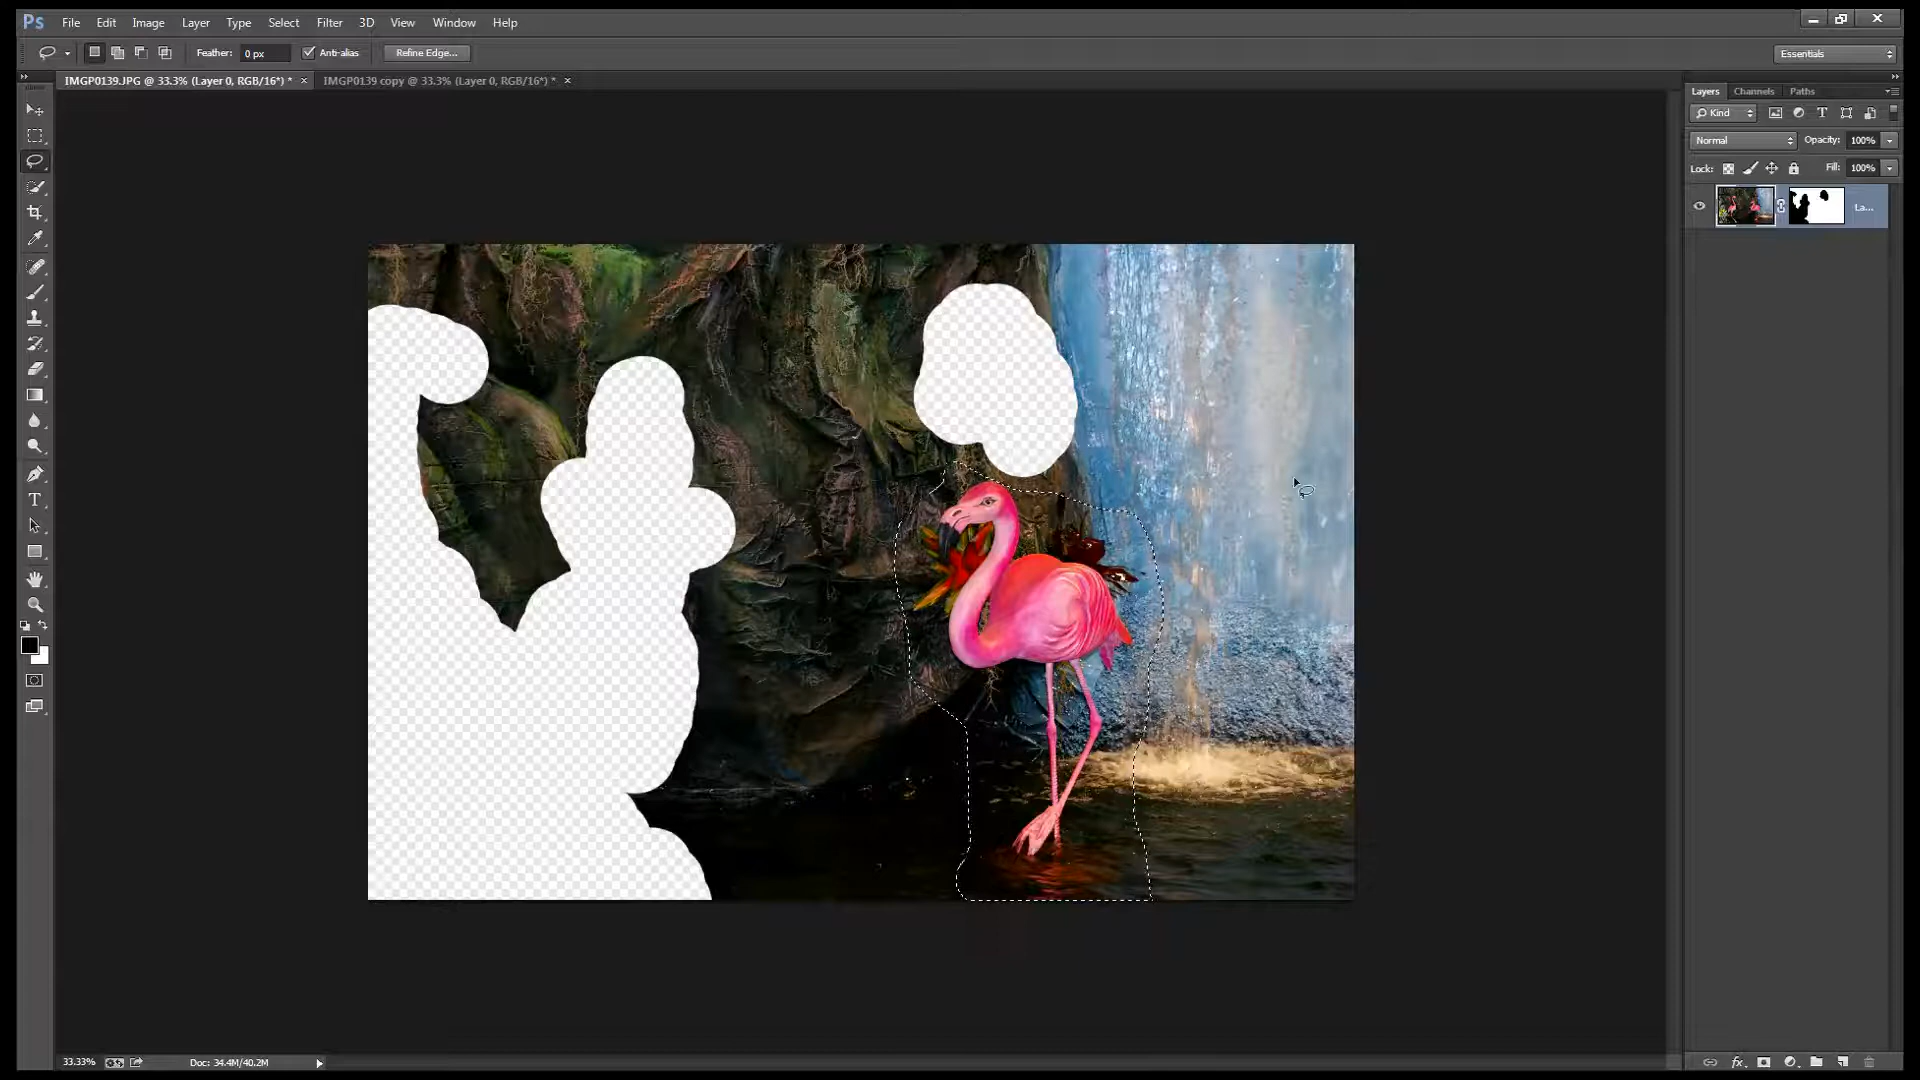 Ps File Edit Image Layer Type Select Filter 3D View Window Help
Feather: 0 px Anti-alias Refine Edge... Essentials
IMGP0139.JPG @ 33.3% (Layer 0, RGB/16*) * IMGP0139 copy @ 33.3% (Layer 0, RGB/16*) *
Layers Channels Paths
Kind
Normal Opacity: 100%
Lock: Fill: 100%
La...
33.33% Doc: 34.4M/40.2M